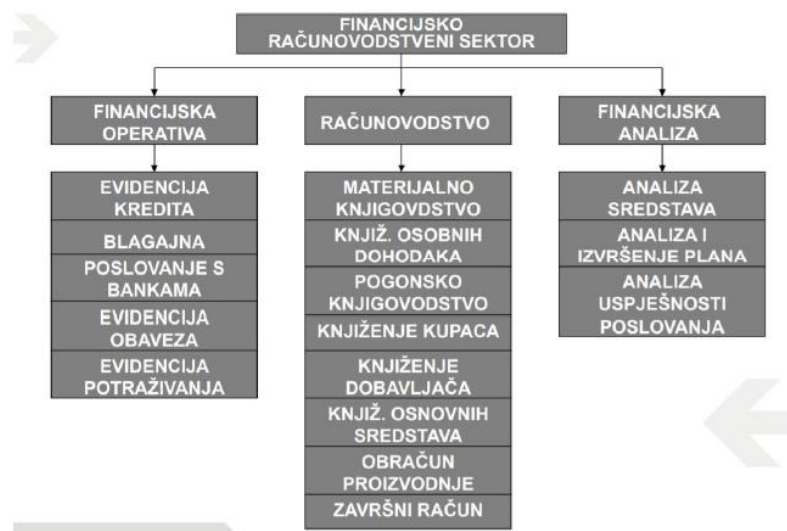 FINANCIJSKO
RAČUNOVODSTVENI SEKTOR
FINANCIJSKA
OPERATIVA
RAČUNOVODSTVO
FINANCIJSKA
ANALIZA
EVIDENCIJA
KREDITA
BLAGAJNA
POSLOVANJE S
BANKAMA
EVIDENCIJA
OBAVEZA
EVIDENCIJA
POTRAŽIVANJA
MATERIJALNO
KNJIGOVDSTVO
KNJIŽ. OSOBNIH
DOHODAKA
POGONSKO
KNJIGOVODSTVO
KNJIŽENJE KUPACA
KNJIŽENJE
DOBAVLJAČA
KNJIŽ. OSNOVNIH
SREDSTAVA
OBRAČUN
PROIZVODNJE
ZAVRŠNI RAČUN
ANALIZA
SREDSTAVA
ANALIZA I
IZVRŠENJE PLANA
ANALIZA
USPJEŠNOSTI
POSLOVANJA